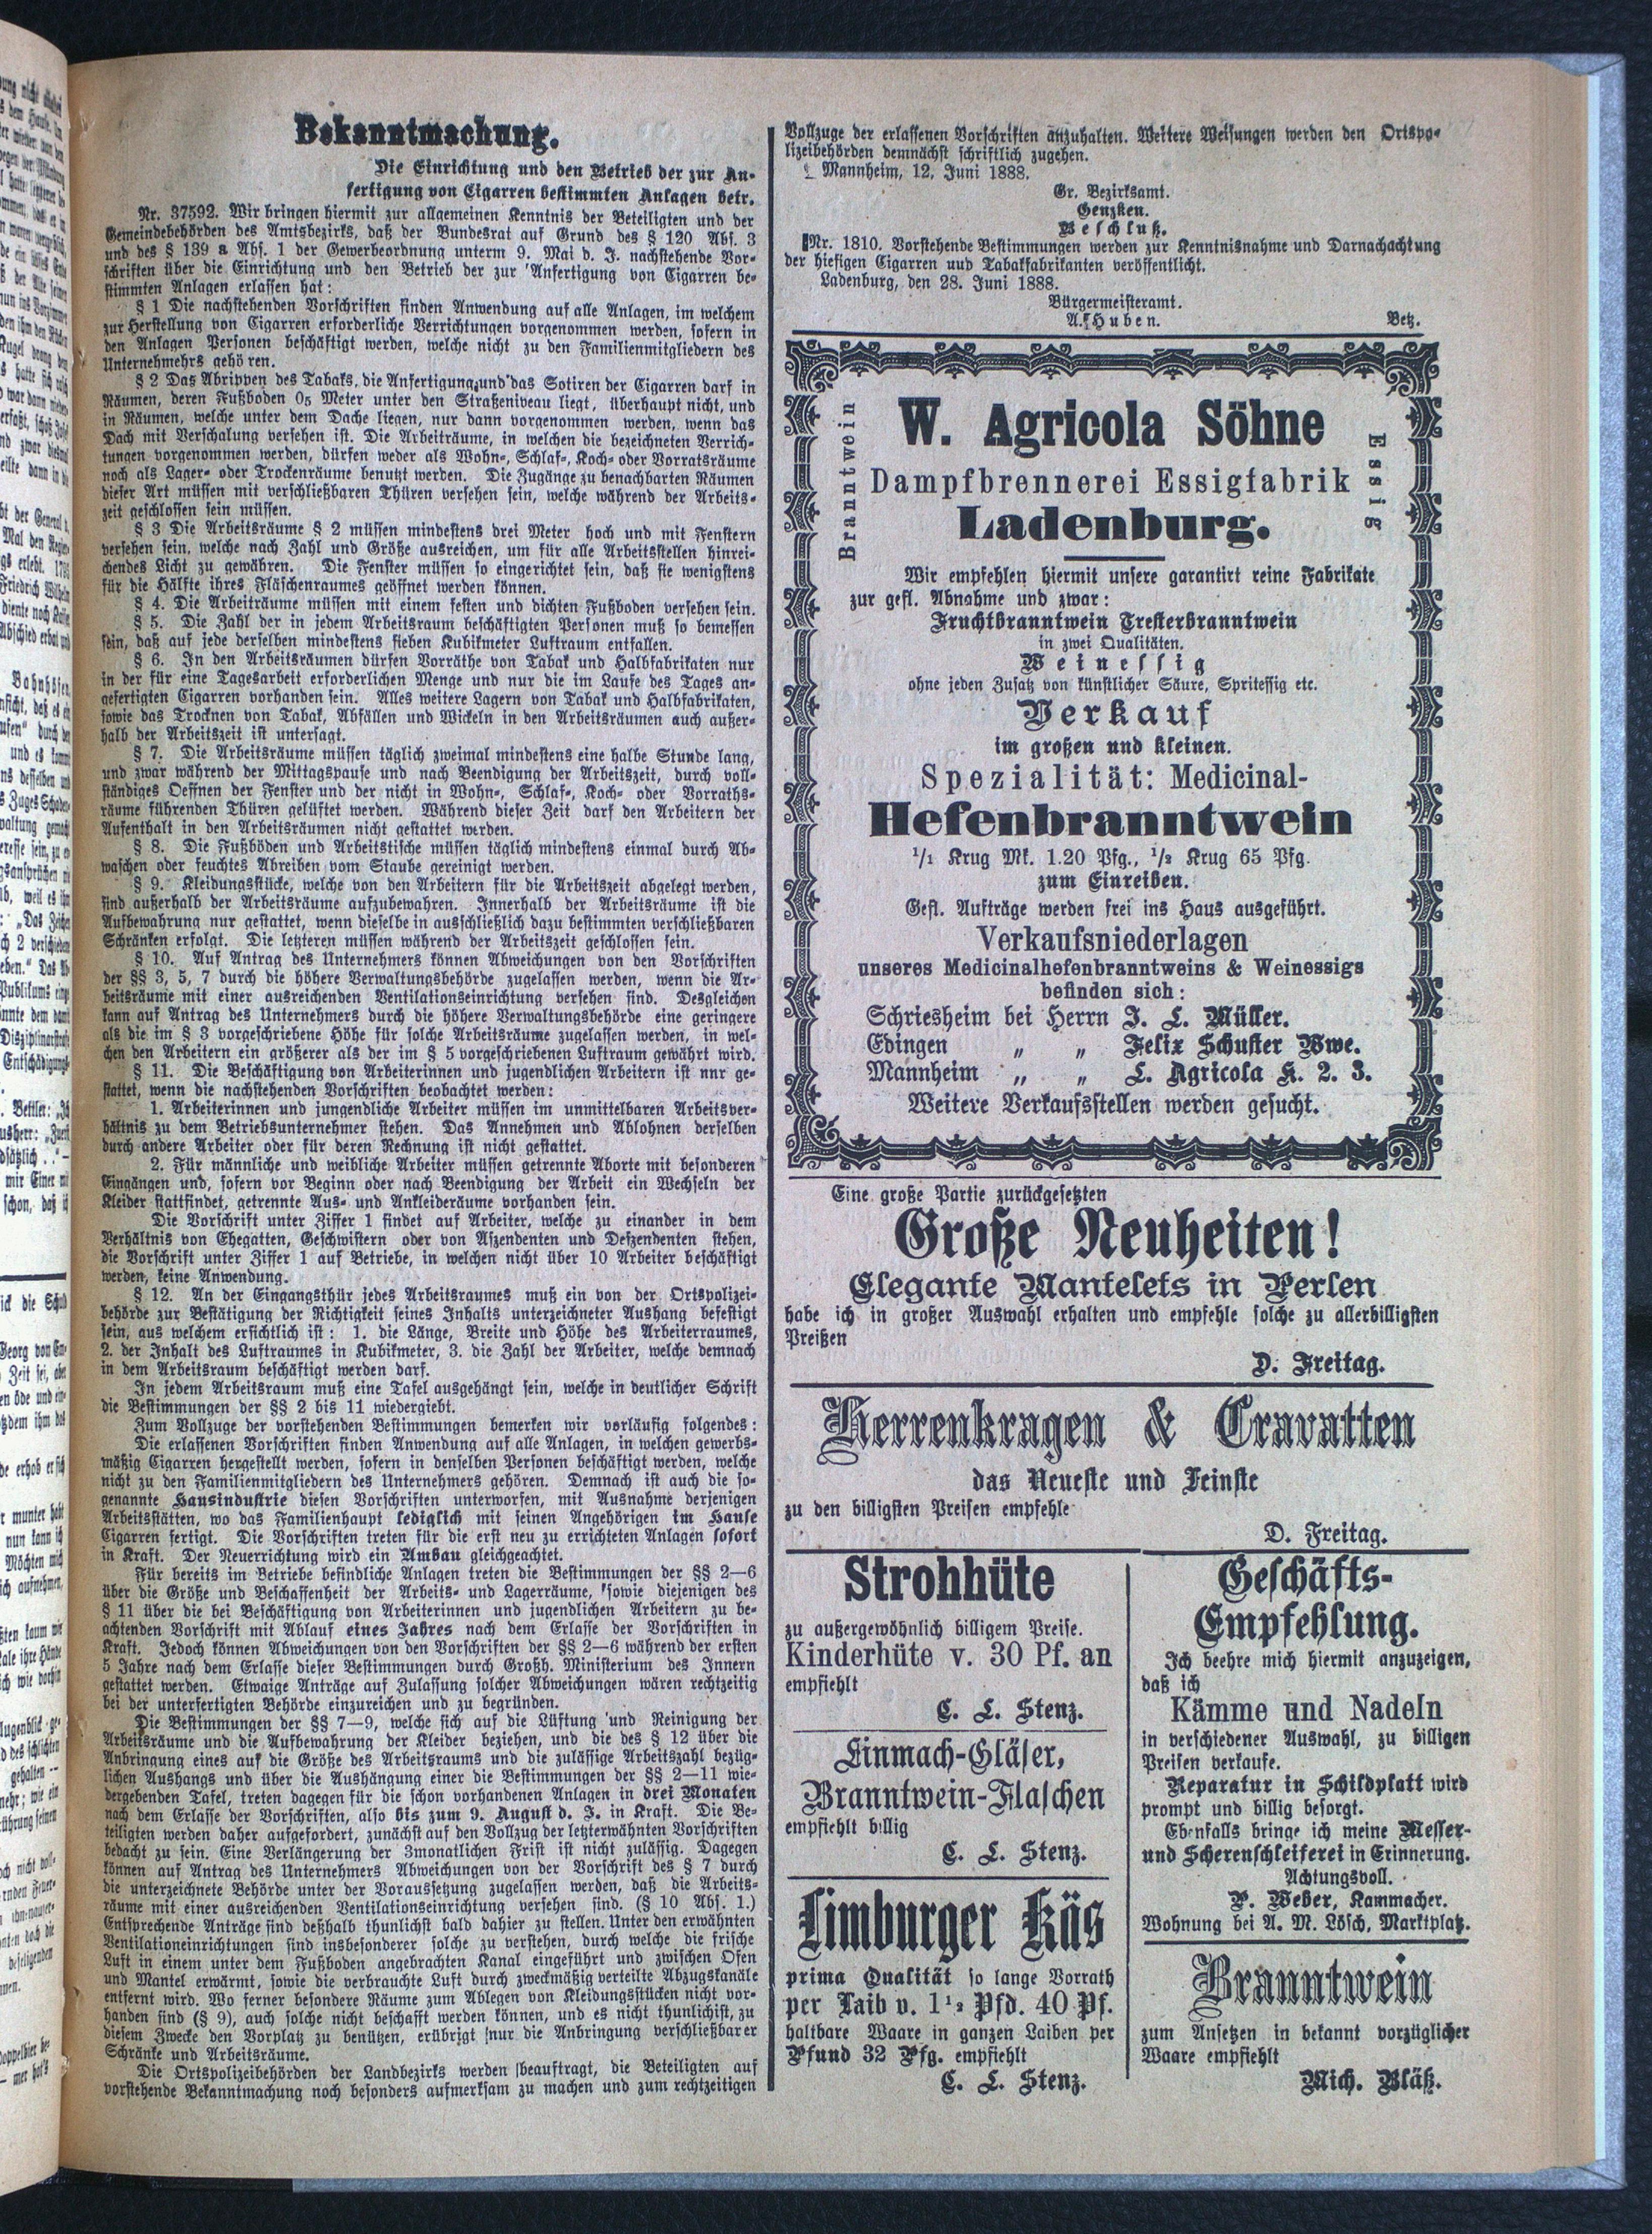 Bekanntmachung.
Die Einrichtung und den Betrieb der zur An-
fertigung von Cigarren bestimmten Anlagen betr.
Nr. 37592. Wir bringen hiermit zur allgemeinen Kenntnis der Beteiligten und der
Gemeindebehörden des Amtsbezirks, daß der Bundesrat auf Grund des § 120 Abs. 3
und des § 139 a Abs. 1 der Gewerbeordnung unterm 9. Mai d. J. nachstehende Vor-
schriften über die Einrichtung und den Betrieb der zur Anfertigung von Cigarren be-
stimmten Anlagen erlassen hat:
§ 1 Die nachstehenden Vorschriften finden Anwendung auf alle Anlagen, im welchem
zur Herstellung von Cigarren erforderliche Verrichtungen vorgenommen werden, sofern in
den Anlagen Personen beschäftigt werden, welche nicht zu den Familienmitgliedern des
Unternehmehrs gehören.
§ 2 Das Abrippen des Tabaks, die Anfertigung und das Sotiren der Cigarren darf in
Räumen, deren Fußboden 05 Meter unter den Straßenniveau liegt, überhaupt nicht, und
in Räumen, welche unter dem Dache liegen, nur dann vorgenommen werden, wenn das
Dach mit Verschalung versehen ist. Die Arbeiträume, in welchen die bezeichneten Verrich-
tungen vorgenommen werden, dürfen weder als Wohn-, Schlaf-, Koch- oder Vorratsräume
noch als Lager- oder Trockenräume benutzt werden. Die Zugänge zu benachbarten Räumen
dieser Art müssen mit verschließbaren Thüren versehen sein, welche während der Arbeits-
zeit geschlossen sein müssen.
§ 3 Die Arbeitsräume § 2 müssen mindestens drei Meter hoch und mit Fenstern
versehen sein, welche nach Zahl und Größe ausreichen, um für alle Arbeitsstellen hinrei-
chendes Licht zu gewähren. Die Fenster müssen so eingerichtet sein, daß sie wenigstens
für die Hälfte ihres Fläschenraumes geöffnet werden können.
§ 4. Die Arbeiträume müssen mit einem festen und dichten Fußboden versehen sein.
§ 5. Die Zahl der in jedem Arbeitsraum beschäftigten Personen muß so bemessen
sein, daß auf jede derselben mindestens sieben Kubikmeter Luftraum entfallen.
§ 6. In den Arbeitsräumen dürfen Vorräthe von Tabak und Halbfabrikaten nur
in der für eine Tagesarbeit erforderlichen Menge und nur die im Laufe des Tages an-
gefertigten Cigarren vorhanden sein. Alles weitere Lagern von Tabak und Halbfabrikaten,
sowie das Trocknen von Tabak, Abfällen und Wickeln in den Arbeitsräumen auch außer-
halb der Arbeitszeit ist untersagt.
§ 7. Die Arbeitsräume müssen täglich zweimal mindestens eine halbe Stunde lang,
und zwar während der Mittagspause und nach Beendigung der Arbeitszeit, durch voll-
ständiges Oeffnen der Fenster und der nicht in Wohn-, Schlaf-, Koch- oder Vorraths-
räume führenden Thüren gelüftet werden. Während dieser Zeit darf den Arbeitern der
Aufenthalt in den Arbeitsräumen nicht gestattet werden.
§ 8. Die Fußböden und Arbeitstische müssen täglich mindestens einmal durch Ab-
waschen oder feuchtes Abreiben vom Staube gereinigt werden.
§ 9. Kleidungsstücke, welche von den Arbeitern für die Arbeitszeit abgelegt werden,
sind außerhalb der Arbeitsräume aufzubewahren. Innerhalb der Arbeitsräume ist die
Aufbewahrung nur gestattet, wenn dieselbe in ausschließlich dazu bestimmten verschließbaren
Schränken erfolgt. Die letzteren müssen während der Arbeitszeit geschlossen sein.
§ 10. Auf Antrag des Unternehmers können Abweichungen von den Vorschriften
der §§ 3, 5, 7 durch die höhere Verwaltungsbehörde zugelassen werden, wenn die Ar-
beitsräume mit einer ausreichenden Ventilationseinrichtung versehen sind. Desgleichen
kann auf Antrag des Unternehmers durch die höhere Verwaltungsbehörde eine geringere
als die im § 3 vorgeschriebene Höhe für solche Arbeitsräume zugelassen werden, in wel-
chen den Arbeitern ein größerer als der im § 5 vorgeschriebenen Luftraum gewährt wird.
§ 11. Die Beschäftigung von Arbeiterinnen und jugendlichen Arbeitern ist nnr ge-
stattet, wenn die nachstehenden Vorschriften beobachtet werden:
1. Arbeiterinnen und jungendliche Arbeiter müssen im unmittelbaren Arbeitsver-
hältnis zu dem Betriebsunternehmer stehen. Das Annehmen und Ablohnen derselben
durch andere Arbeiter oder für deren Rechnung ist nicht gestattet.
2. Für männliche und weibliche Arbeiter müssen getrennte Aborte mit besonderen
Eingängen und, sofern vor Beginn oder nach Beendigung der Arbeit ein Wechseln der
Kleider stattfindet, getrennte Aus- und Ankleideräume vorhanden sein.
Die Vorschrift unter Ziffer 1 findet auf Arbeiter, welche zu einander in dem
Verhältnis von Ehegatten, Geschwistern oder von Aszendenten und Deszendenten stehen,
die Vorschrift unter Ziffer 1 auf Betriebe, in welchen nicht über 10 Arbeiter beschäftigt
werden, keine Anwendung.
§ 12. An der Eingangsthür jedes Arbeitsraumes muß ein von der Ortspolizei-
behörde zur Bestätigung der Richtigkeit seines Inhalts unterzeichneter Aushang befestigt
sein, aus welchem ersichtlich ist: 1. die Länge, Breite und Höhe des Arbeiterraumes,
2. der Inhalt des Luftraumes in Kubikmeter, 3. die Zahl der Arbeiter, welche demnach
in dem Arbeitsraum beschäftigt werden darf.
In jedem Arbeitsraum muß eine Tafel ausgehängt sein, welche in deutlicher Schrift
die Bestimmungen der §§ 2 bis 11 wiedergibt.
Zum Vollzuge der vorstehenden Bestimmungen bemerken wir vorläufig folgendes:
Die erlassenen Vorschriften finden Anwendung auf alle Anlagen, in welchen gewerbs-
mäßig Cigarren hergestellt werden, sofern in denselben Personen beschäftigt werden, welche
nicht zu den Familienmitgliedern des Unternehmers gehören. Demnach ist auch die so-
genannte Hausindustrie diesen Vorschriften unterworfen, mit Ausnahme derjenigen
Arbeitsstätten, wo das Familienhaupt lediglich mit seinen Angehörigen im Hause
Cigarren fertigt. Die Vorschriften treten für die erst neu zu errichteten Anlagen sofort
in Kraft. Der Neuerrichtung wird ein Umbau gleichgeachtet.
Für bereits im Betriebe befindliche Anlagen treten die Bestimmungen der §§ 2—6
über die Größe und Beschaffenheit der Arbeits- und Lagerräume, sowie diejenigen des
§ 11 über die bei Beschäftigung von Arbeiterinnen und jugendlichen Arbeitern zu be-
achtenden Vorschrift mit Ablauf eines Jahres nach dem Erlasse der Vorschriften in
Kraft. Jedoch können Abweichungen von den Vorschriften der §§ 2—6 während der ersten
5 Jahre nach dem Erlasse dieser Bestimmungen durch Großh. Ministerium des Innern
gestattet werden. Etwaige Anträge auf Zulassung solcher Abweichungen wären rechtzeitig
bei der unterfertigten Behörde einzureichen und zu begründen.
Die Bestimmungen der §§ 7—9, welche sich auf die Lüftung und Reinigung der
Arbeitsräume und die Aufbewahrung der Kleider beziehen, und die des § 12 über die
Anbringung eines auf die Größe des Arbeitsraums und die zulässige Arbeitszahl bezüg-
lichen Aushangs und über die Aushängung einer die Bestimmungen der §§ 2—11 wie-
dergebenden Tafel, treten dagegen für die schon vorhandenen Anlagen in drei Monaten
nach dem Erlasse der Vorschriften, also bis zum 9. August d. J. in Kraft. Die Be-
teiligten werden daher aufgefordert, zunächst auf den Vollzug der letzterwähnten Vorschriften
bedacht zu sein. Eine Verlängerung der 3monatlichen Frist ist nicht zulässig. Dagegen
können auf Antrag des Unternehmers Abweichungen von der Vorschrift des § 7 durch
die unterzeichnete Behörde unter der Voraussetzung zugelassen werden, daß die Arbeits-
räume mit einer ausreichenden Ventilationseinrichtung versehen sind. (§ 10 Abs. 1.)
Entsprechende Anträge sind deßhalb thunlichst bald dahier zu stellen. Unter den erwähnten
Ventilationeinrichtungen sind insbesonderer solche zu verstehen, durch welche die frische
Luft in einem unter dem Fußboden angebrachten Kanal eingeführt und zwischen Ofen
und Mantel erwärmt, sowie die verbrauchte Luft durch zweckmäßig verteilte Abzugskanäle
entfernt wird. Wo ferner besondere Räume zum Ablegen von Kleidungsstücken nicht vor-
handen sind (§ 9), auch solche nicht beschafft werden können, und es nicht thunlichist, zu
diesem Zwecke den Vorplatz zu benützen, erübrigt nur die Anbringung verschließbarer
Schränke und Arbeitsräume.
Die Ortspolizeibehörden der Landbezirks werden beauftragt, die Beteiligten auf
vorstehende Bekanntmachung noch besonders aufmerksam zu machen und zum rechtzeitigen
Vollzuge der erlassenen Vorschriften anzuhalten. Weitere Weisungen werden den Ortspo-
lizeibehörden demnächst schriftlich zugehen.
Mannheim, 12. Juni 1888.
Gr. Bezirksamt.
Genzken.
Beschluß.
Nr. 1810. Vorstehende Bestimmungen werden zur Kenntnisnahme und Darnachachtung
der hiesigen Cigarren uud Tabakfabrikanten veröffentlicht.
Ladenburg, den 28. Juni 1888.
Bürgermeisteramt.
A. Huben. Betz.
Branntwein
Essig
W. Agricola Söhne
Dampfbrennerei Essigfabrik
Ladenburg.
Wir empfehlen hiermit unsere garantirt reine Fabrikate
zur gefl. Abnahme und zwar:
Fruchtbranntwein Tresterbranntwein
in zwei Qualitäten.
Weinessig
ohne jeden Zusatz von künstlicher Säure, Spritessig etc.
Verkauf
im großen und kleinen.
Spezialität: Medicinal-
Hefenbranntwein
1/1 Krug Mk. 1.20 Pfg., 1/2 Krug 65 Pfg.
zum Einreiben.
Gefl. Aufträge werden frei ins Haus ausgeführt.
Verkaufsniederlagen
unseres Medicinalhefenbranntweins & Weinessigs
befinden sich:
Schriesheim bei Herrn J. L. Müller.
Edingen „ „ Felix Schuster Wwe.
Mannheim „ „ L. Agricola K. 2. 3.
Weitere Verkaufsstellen werden gesucht.
Eine große Partie zurückgesetzten
Große Neuheiten!
Elegante Mantelets in Perlen
habe ich in großer Auswahl erhalten und empfehle solche zu allerbilligsten
Preißen
D. Freitag.
Herrenkragen & Cravatten
das Neueste und Feinste
zu den billigsten Preisen empfehle
D. Freitag.
Strohhüte
zu außergewöhnlich billigem Preise.
Kinderhüte v. 30 Pf. an
empfiehlt
C. L. Stenz.
Einmach-Gläser,
Branntwein-Flaschen
empfiehlt billig
C. L. Stenz.
Limburger Käs
prima Qualität so lange Vorrath
per Laib v. 1 1/2 Pfd. 40 Pf.
haltbare Waare in ganzen Laiben per
Pfund 32 Pfg. empfiehlt
C. L. Stenz.
Geschäfts-
Empfehlung.
Ich beehre mich hiermit anzuzeigen,
daß ich
Kämme und Nadeln
in verschiedener Auswahl, zu billigen
Preisen verkaufe.
Reparatur in Schildplatt wird
prompt und billig besorgt.
Ebenfalls bringe ich meine Messer-
und Scherenschleiferei in Erinnerung.
Achtungsvoll.
P. Weber, Kammacher.
Wohnung bei A. M. Lösch, Marktplatz.
Branntwein
zum Ansetzen in bekannt vorzüglicher
Waare empfiehlt
Mich. Bläß.